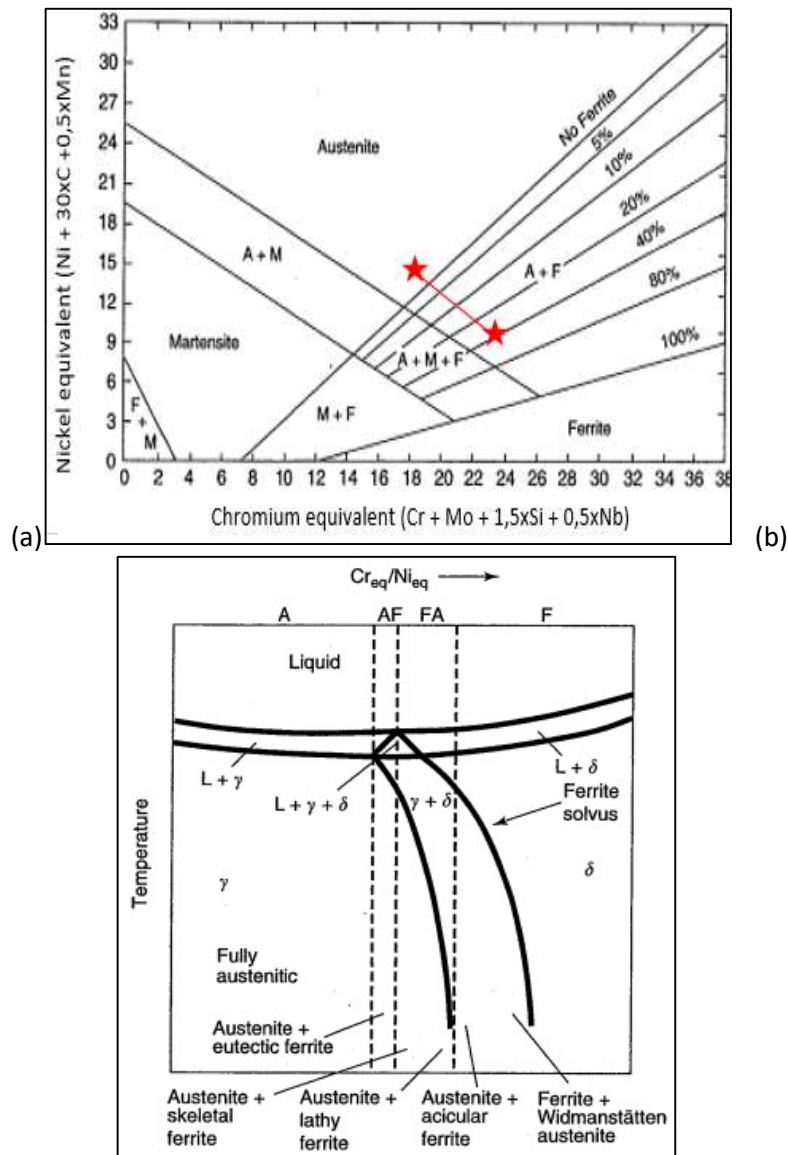 Nickel equivalent (Ni + 30xC +0,5xMn)
33
30
27
24
21
18
15
12
9
6
3
0
Austenite
No Ferrite
5%
10%
20%
40%
80%
100%
A + M
A + F
Martensite
A + M + F
M + F
F
+
M
Ferrite
0 2 4 6 8 10 12 14 16 18 20 22 24 26 28 30 32 34 36 38
Chromium equivalent (Cr + Mo + 1,5xSi + 0,5xNb)
(a)
(b)
Creq/Nieq
A AF FA F
Liquid
L + γ
L + γ + δ
γ + δ
L + δ
Ferrite
solvus
Temperature
γ
δ
Fully
austenitic
Austenite +
eutectic ferrite
Austenite +
skeletal
ferrite
Austenite +
lathy
ferrite
Austenite +
acicular
ferrite
Ferrite +
Widmanstätten
austenite